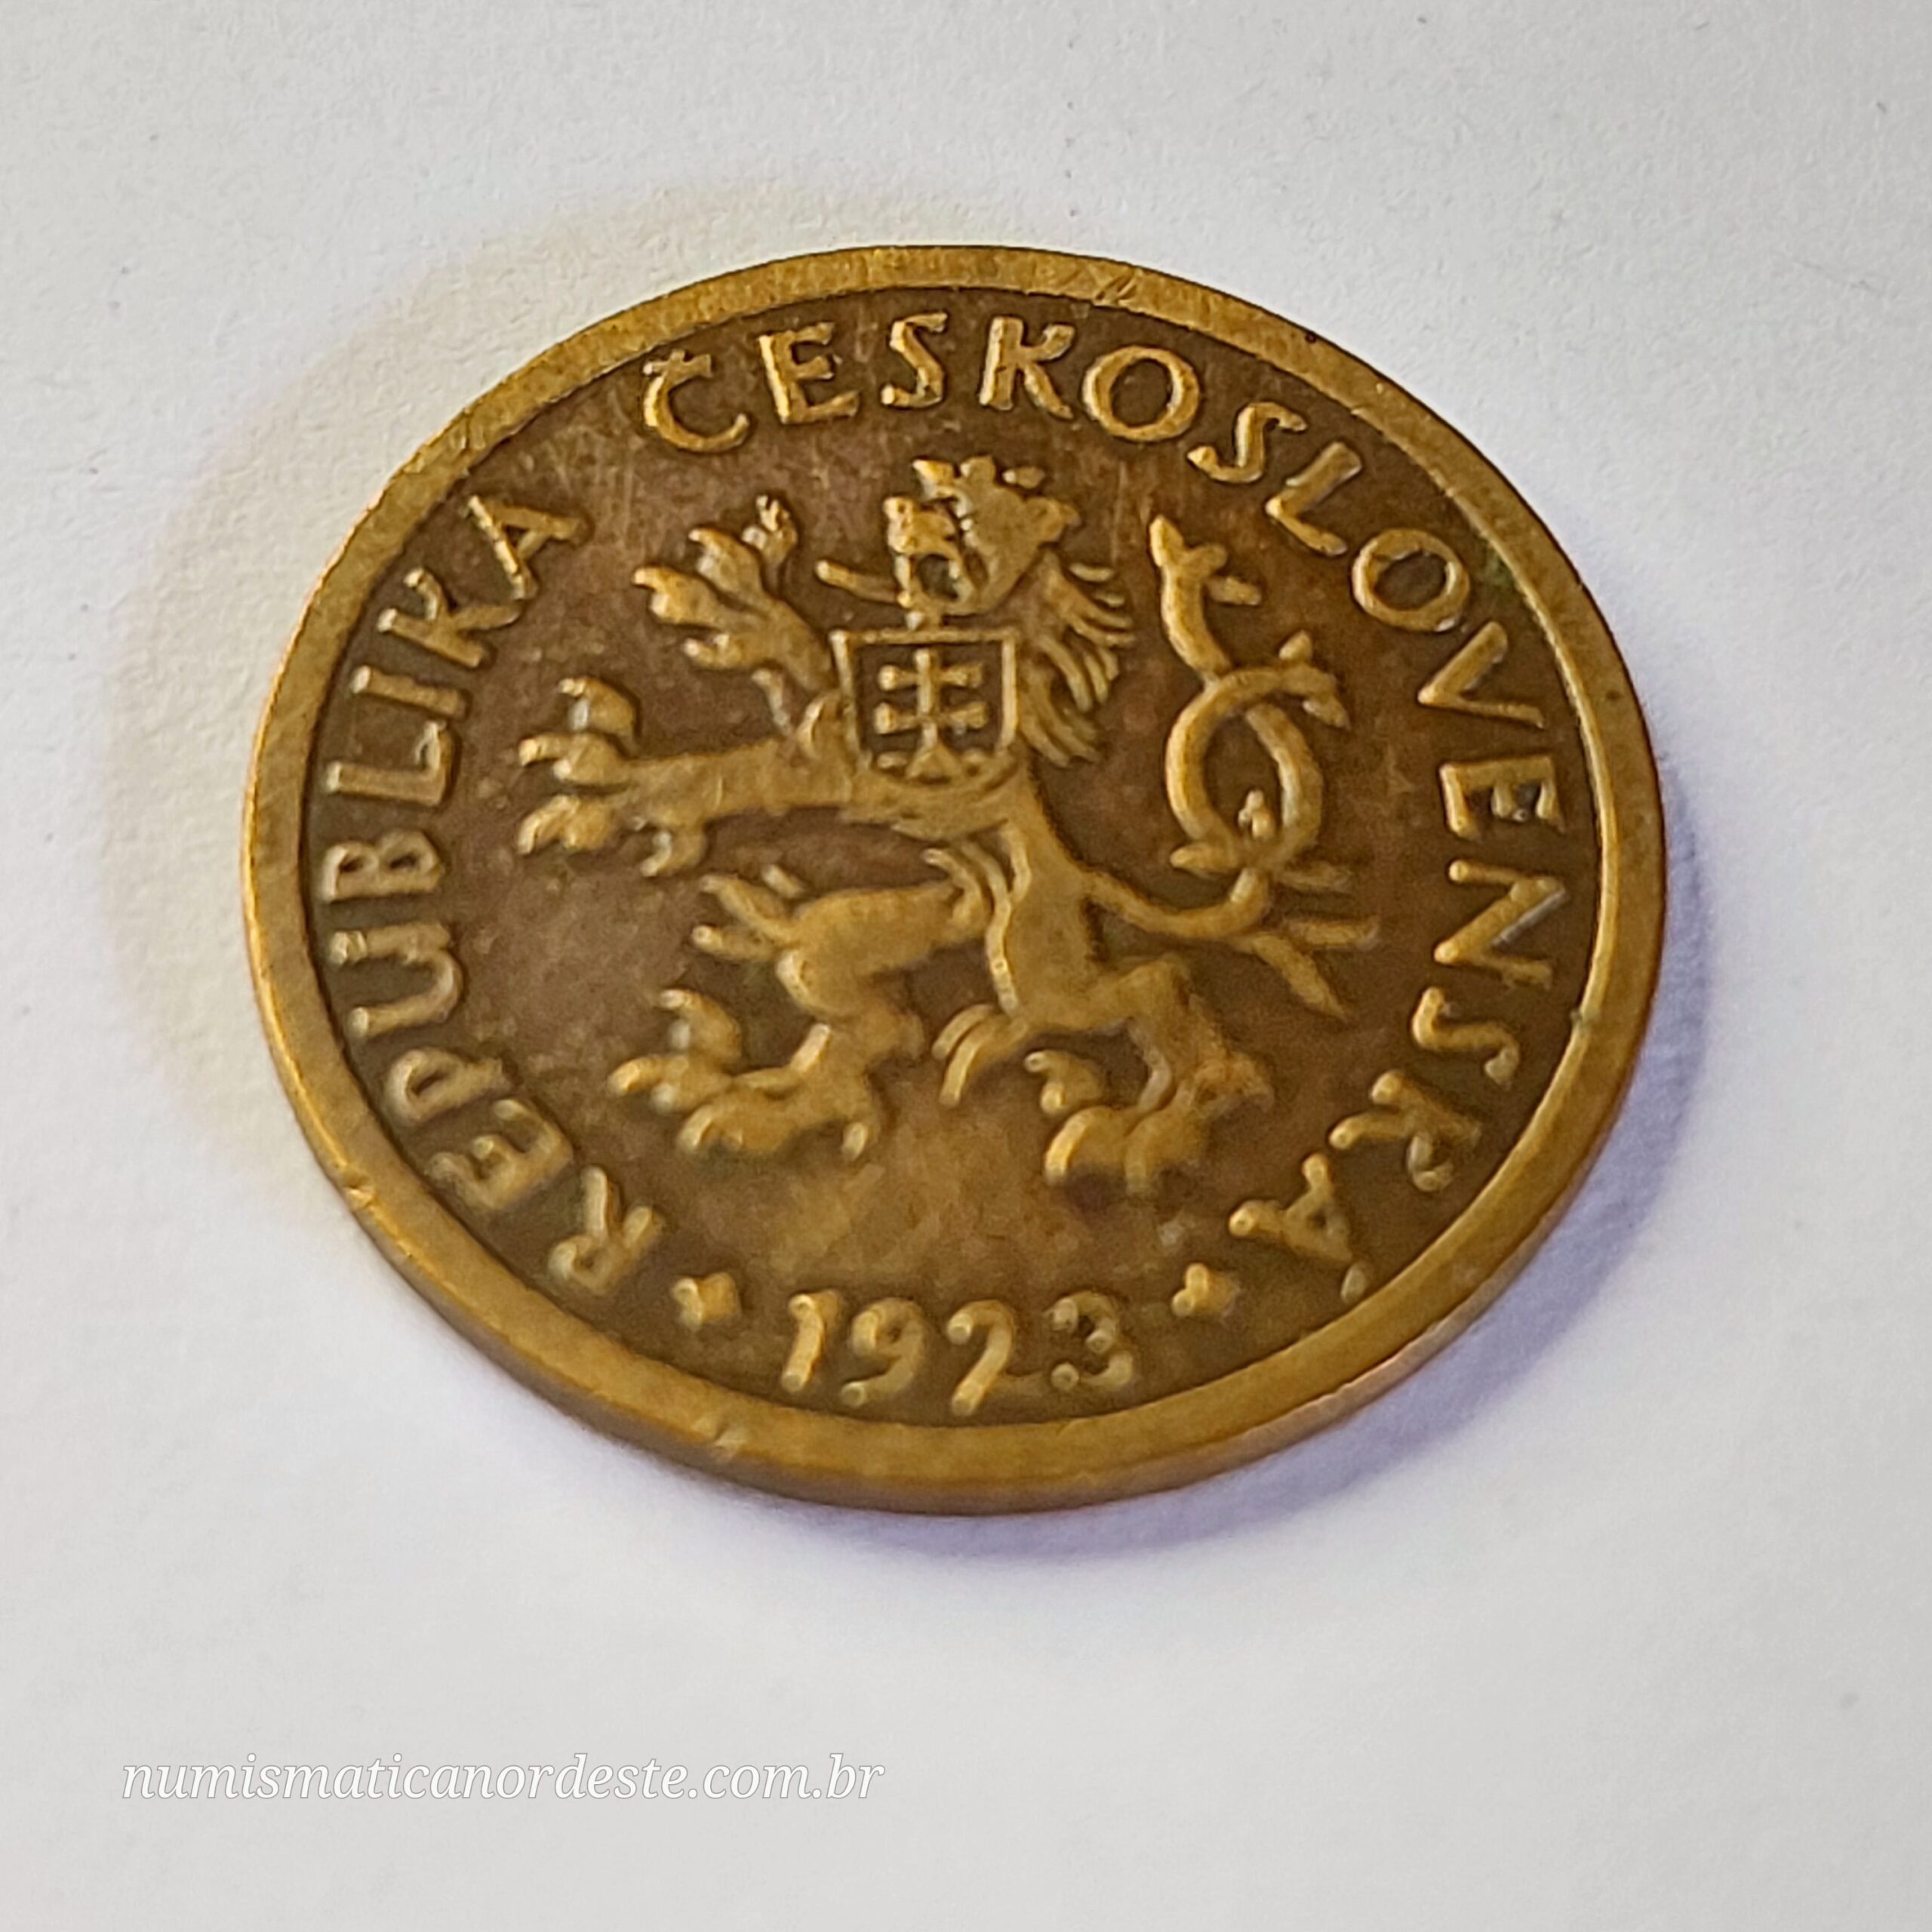 REPUBLIKA ČESKOSLOVENSKÁ
1923
numismaticanordeste.com.br